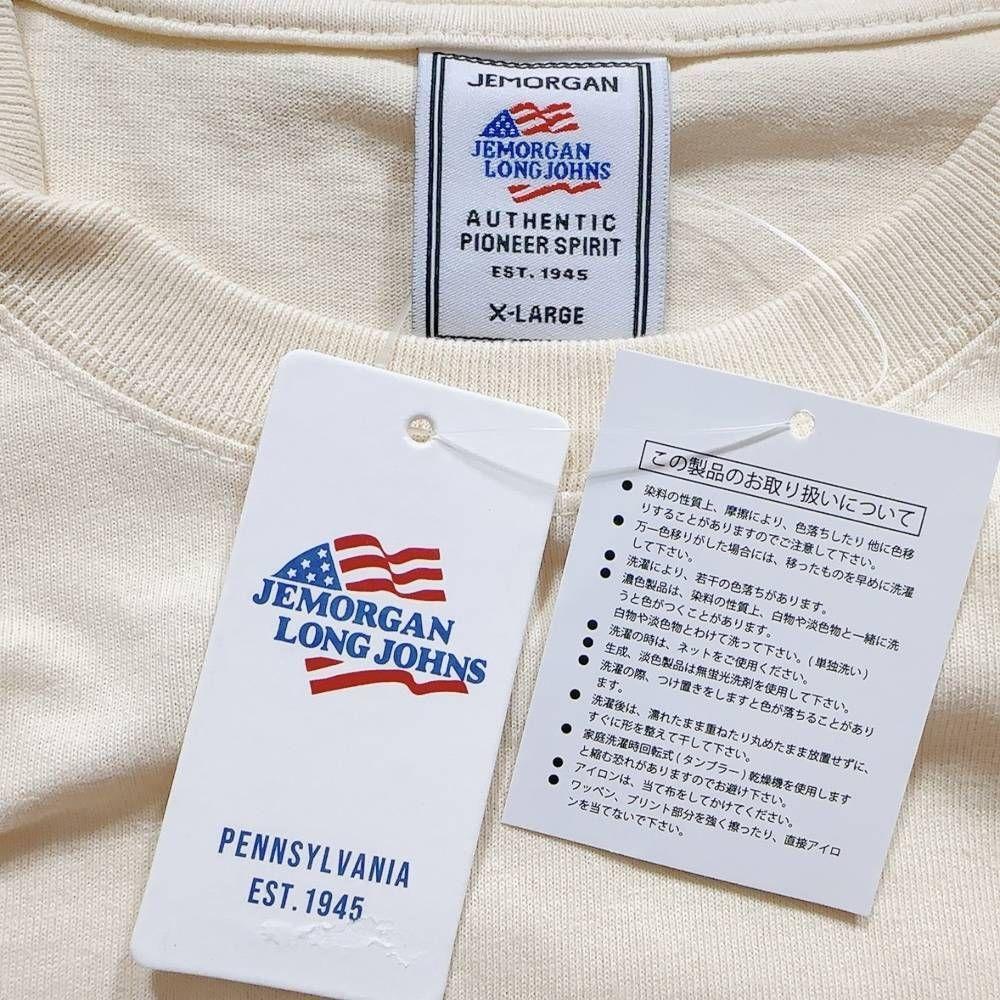 JEMORGAN
JEMORGAN
LONG JOHNS
AUTHENTIC
PIONEER SPIRIT
EST. 1945
X-LARGE
JEMORGAN
LONG JOHNS
PENNSYLVANIA
EST. 1945
この製品のお取り扱いについて
● 染料の性質上、摩擦により、色落ちしたり 他に色移
りすることがありますのでご注意して下さい。
万一色移りがした場合には、移ったものを早めに洗濯
して下さい。
● 洗濯により、若干の色落ちがあります。
● 濃色製品は、染料の性質上、白物や淡色物と一緒に洗
うと色がつくことがあります。
白物や淡色物とわけて洗って下さい。(単独洗い)
● 洗濯の時は、ネットをご使用ください。
● 生成、淡色製品は無蛍光洗剤を使用して下さい。
● 洗濯の際、つけ置きをしますと色が落ちることがあり
ます。
● 洗濯後は、濡れたまま重ねたり丸めたまま放置せずに、
すぐに形を整えて干して下さい。
● 家庭洗濯時回転式(タンブラー)乾燥機を使用します
と縮む恐れがありますのでお避け下さい。
● アイロンは、当て布をしてかけてください。
● ワッペン、プリント部分を強く擦ったり、直接アイロ
ンを当てないで下さい。